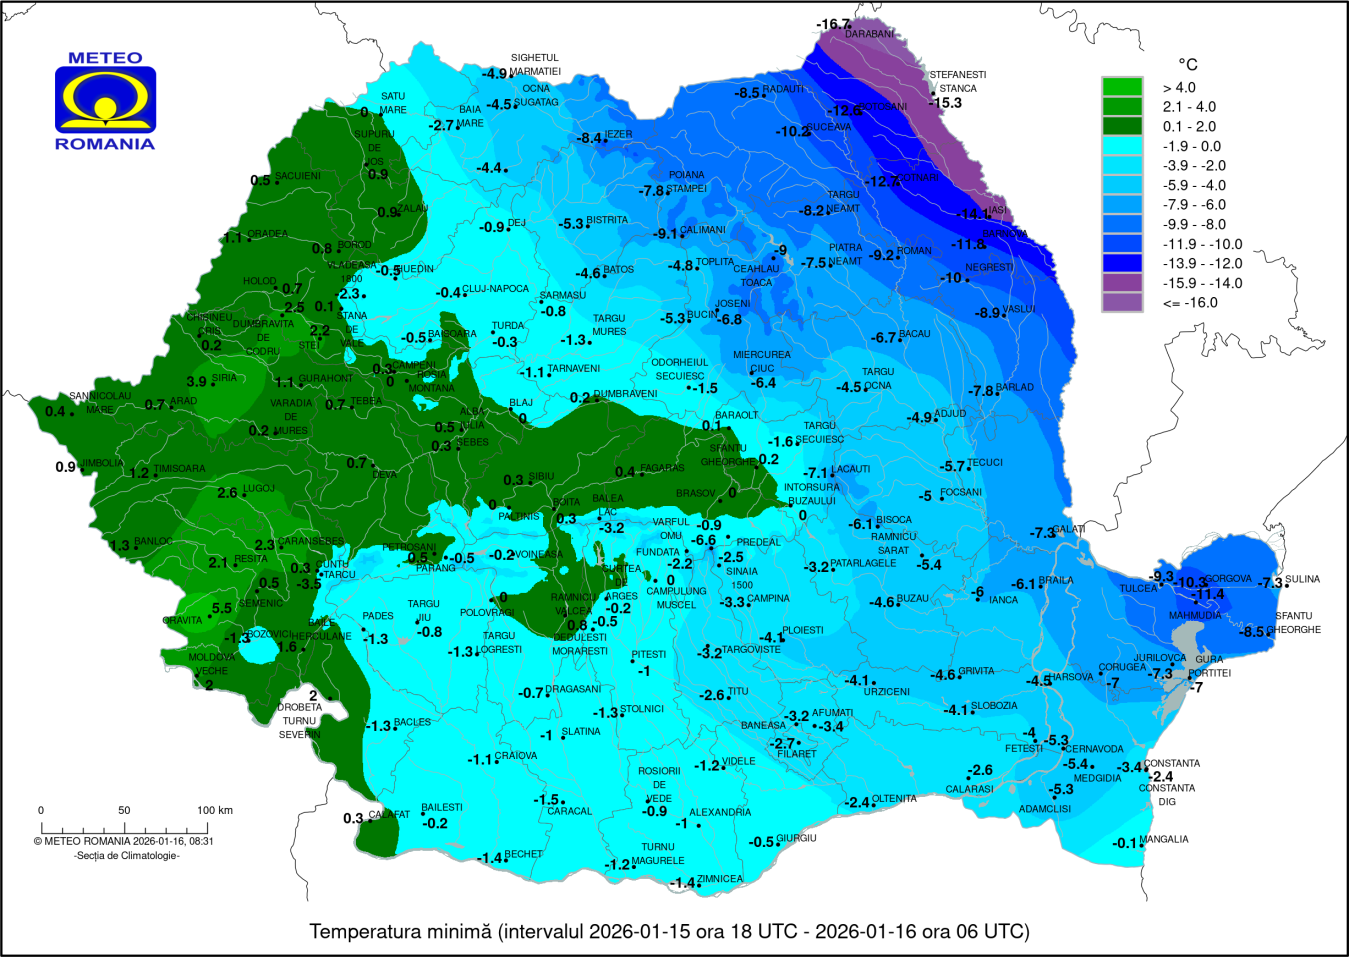 METEO
ROMANIA
°C
> 4.0
2.1 - 4.0
0.1 - 2.0
-1.9 - 0.0
-3.9 - -2.0
-5.9 - -4.0
-7.9 - -6.0
-9.9 - -8.0
-11.9 - -10.0
-13.9 - -12.0
-15.9 - -14.0
<= -16.0
-16.7
DARABANI
STEFANESTI
STANCA
-15.3
SIGHETUL
MARMATIEI
-4.9
OCNA
SUGATAG
-4.5
SATU
MARE
0
BAIA
MARE
-2.7
-8.5 RADAUTI
-12.6 BOTOSANI
-10.2 SUCEAVA
-8.4 IEZER
SUPURU
DE
JOS
0.9
-4.4
0.5 SACUIENI
POIANA
STAMPEI
-7.8
-12.7 COTNARI
0.9 ZALAU
TARGU
NEAMT
-8.2
-14.1 IASI
-0.9 DEJ
-5.3 BISTRITA
-9.1 CALIMANI
BARNOVA
-11.8
1.1 ORADEA
0.8 BOROD
-9
CEAHLAU
TOACA
PIATRA
NEAMT
-7.5
-9.2 ROMAN
VLADEASA
1800
-2.3
-0.5 HUEDIN
-4.6 BATOS
-4.8 TOPLITA
NEGRESTI
-10
HOLOD 0.7
-0.4 CLUJ-NAPOCA
SARMASU
-0.8
JOSENI
-6.8
-5.3 BUCIN
-8.9 VASLUI
2.5
DUMBRAVITA
DE
CODRU
0.1
STANA
DE
VALE
CHISINEU
CRIS
0.2
2.2
STEI
-0.5 BAISOARA
TURDA
-0.3
TARGU
MURES
-1.3
-6.7 BACAU
MIERCUREA
CIUC
-6.4
ODORHEIUL
SECUIESC
-1.5
3.9 SIRIA
1.1 GURAHONT
0.3 CAMPENI
ROSIA
MONTANA
0
-1.1 TARNAVENI
TARGU
OCNA
-4.5
-7.8 BARLAD
SANNICOLAU
MARE
0.4
0.7 ARAD
VARADIA
DE
MURES
0.2
0.7 TEBEA
BLAJ
0
0.2 DUMBRAVENI
BARAOLT
0.1
-4.9 ADJUD
ALBA
IULIA
0.5
0.3 SEBES
TARGU
SECUIESC
-1.6
SFANTU
GHEORGHE
0.2
0.9 JIMBOLIA
1.2 TIMISOARA
0.7
DEVA
0.3 SIBIU
0.4 FAGARAS
-7.1 LACAUTI
-5.7 TECUCI
2.6 LUGOJ
BRASOV 0
INTORSURA
BUZAULUI
0
-5 FOCSANI
0
PALTINIS
BOITA
0.3
BALEA
LAC
-3.2
VARFUL
OMU
-6.6
-0.9
PREDEAL
-2.5
-6.1 BISOCA
-7.3 GALATI
1.3 BANLOC
2.3 CARANSEBES
PETROSANI
0.5
-0.5
PARANG
-0.2 VOINEASA
FUNDATA
-2.2
SINAIA
1500
RAMNICU
SARAT
-5.4
2.1 RESITA
0.3 CUNTU
TARCU
-3.5
CURTEA
DE
ARGES
-0.2
0
CAMPULUNG
MUSCEL
-3.2 PATARLAGELE
-6.1 BRAILA
-9.3
TULCEA
-10.3 GORGOVA
-7.3 SULINA
-11.4
MAHMUDIA
0.5
SEMENIC
0
POLOVRAGI
RAMNICU
VALCEA
0.8
-3.3 CAMPINA
-4.6 BUZAU
-6
IANCA
5.5
ORAVITA
TARGU
JIU
-0.8
PADES
-1.3
-0.5
DEDULESTI
MORARESTI
-4.1 PLOIESTI
SFANTU
GHEORGHE
-8.5
-1.3 BOZOVICI
BAILE
HERCULANE
1.6
TARGU
LOGRESTI
-1.3
PITESTI
-1
-3.2 TARGOVISTE
MOLDOVA
VECHE
2
JURILOVCA
-7.3
GURA
PORTITEI
-7
CORUGEA
-7
-4.6 GRIVITA
-4.5 HARSOVA
2
DROBETA
TURNU
SEVERIN
-0.7 DRAGASANI
-2.6 TITU
-4.1
URZICENI
-1.3 STOLNICI
-1.3 BACLES
-3.2
BANEASA
AFUMATI
-3.4
-4.1 SLOBOZIA
-1 SLATINA
-2.7
FILARET
-4
FETESTI
-5.3
CERNAVODA
-1.1 CRAIOVA
-1.2 VIDELE
-5.4
MEDGIDIA
-3.4 CONSTANTA
-2.4
CONSTANTA
DIG
-2.6
CALARASI
-5.3
ADAMCLISI
ROSIORII
DE
VEDE
-0.9
-1.5
CARACAL
-2.4 OLTENITA
0.3 CALAFAT
BAILESTI
-0.2
ALEXANDRIA
-1
-0.5 GIURGIU
-0.1 MANGALIA
-1.4 BECHET
TURNU
MAGURELE
-1.2
-1.4 ZIMNICEA
0 50 100 km
© METEO ROMANIA 2026-01-16, 08:31
-Secția de Climatologie-
Temperatura minimă (intervalul 2026-01-15 ora 18 UTC - 2026-01-16 ora 06 UTC)